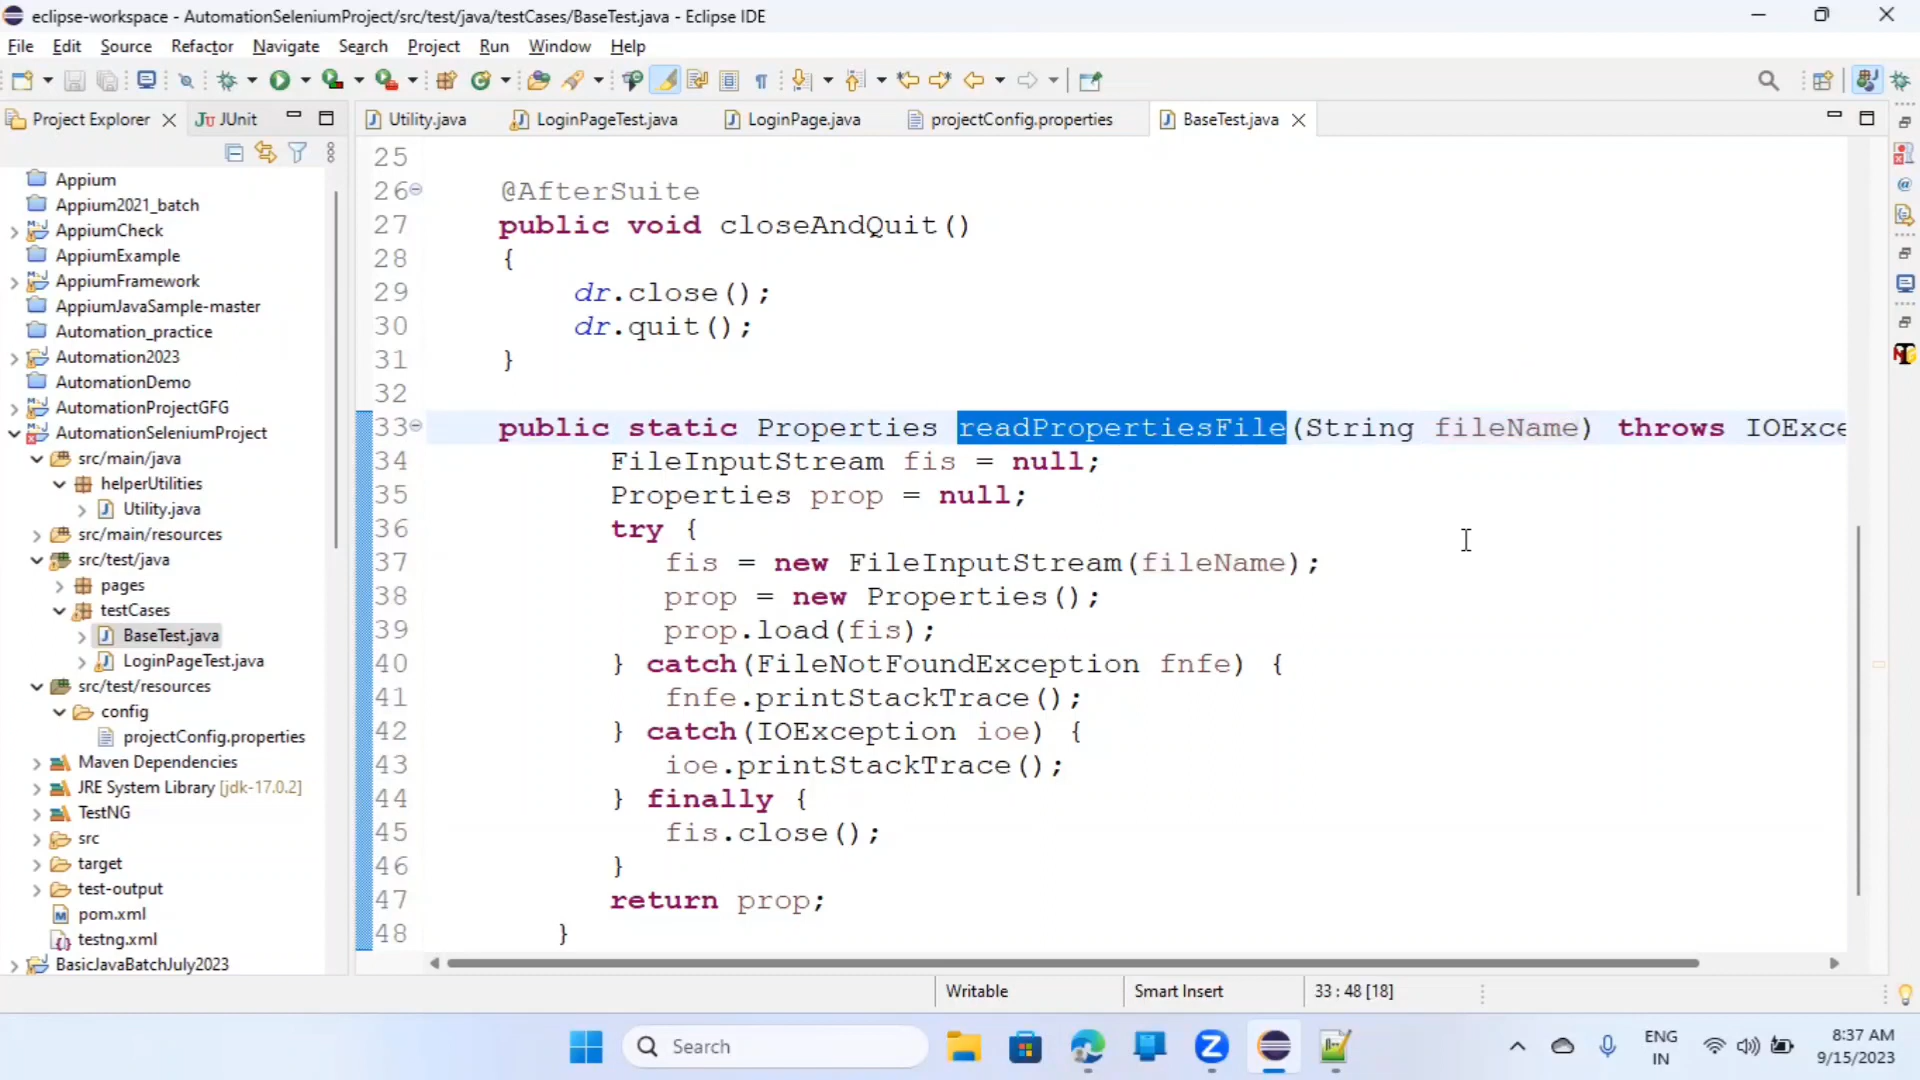 eclipse-workspace - AutomationSeleniumProject/src/test/java/testCases/BaseTest.java - Eclipse IDE
File Edit Source Refactor Navigate Search Project Run Window Help
Project Explorer JUnit
Utility.java LoginPageTest.java LoginPage.java projectConfig.properties BaseTest.java
Appium
Appium2021_batch
AppiumCheck
AppiumExample
AppiumFramework
AppiumJavaSample-master
Automation_practice
Automation2023
AutomationDemo
AutomationProjectGFG
AutomationSeleniumProject
src/main/java
helperUtilities
Utility.java
src/main/resources
src/test/java
pages
testCases
BaseTest.java
LoginPageTest.java
src/test/resources
config
projectConfig.properties
Maven Dependencies
JRE System Library [jdk-17.0.2]
TestNG
src
target
test-output
pom.xml
testng.xml
BasicJavaBatchJuly2023
25
26 @AfterSuite
27 public void closeAndQuit()
28 {
29 dr.close();
30 dr.quit();
31 }
32
33 public static Properties readPropertiesFile(String fileName) throws IOExce
34 FileInputStream fis = null;
35 Properties prop = null;
36 try {
37 fis = new FileInputStream(fileName);
38 prop = new Properties();
39 prop.load(fis);
40 } catch(FileNotFoundException fnfe) {
41 fnfe.printStackTrace();
42 } catch(IOException ioe) {
43 ioe.printStackTrace();
44 } finally {
45 fis.close();
46 }
47 return prop;
48 }
Writable Smart Insert 33 : 48 [18]
Search
ENG
IN
8:37 AM
9/15/2023